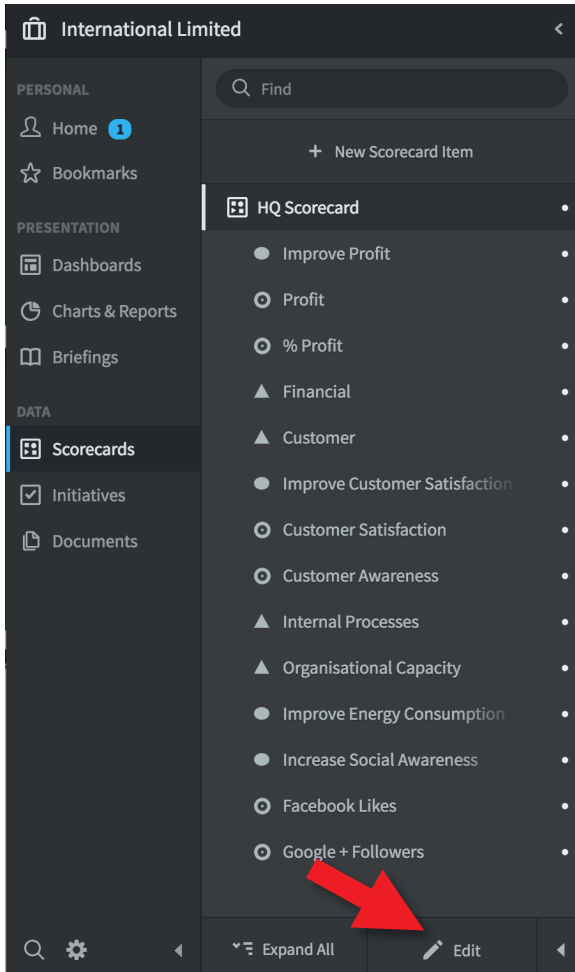 International Limited
PERSONAL
Home 1
Bookmarks
PRESENTATION
Dashboards
Charts & Reports
Briefings
DATA
Scorecards
Initiatives
Documents
Find
+ New Scorecard Item
HQ Scorecard
Improve Profit
Profit
% Profit
Financial
Customer
Improve Customer Satisfaction
Customer Satisfaction
Customer Awareness
Internal Processes
Organisational Capacity
Improve Energy Consumption
Increase Social Awareness
Facebook Likes
Google + Followers
Expand All
Edit